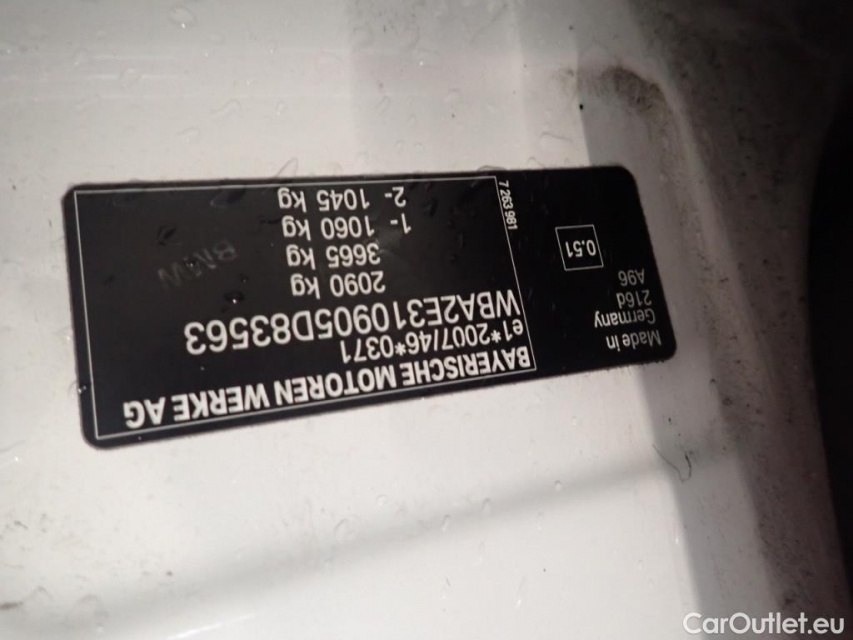 BAYERISCHE MOTOREN WERKE AG
e1*2007/46*0371
WBA2E310905D83563
2090 kg
3665 kg
1- 1060 kg
2- 1045 kg
BMW
7 263 981
Made in
Germany
216d
A96
0.51
CarOutlet.eu